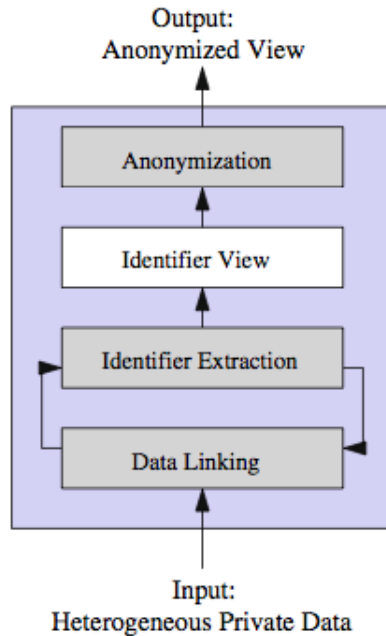 Output:
Anonymized View
Anonymization
Identifier View
Identifier Extraction
Data Linking
Input:
Heterogeneous Private Data